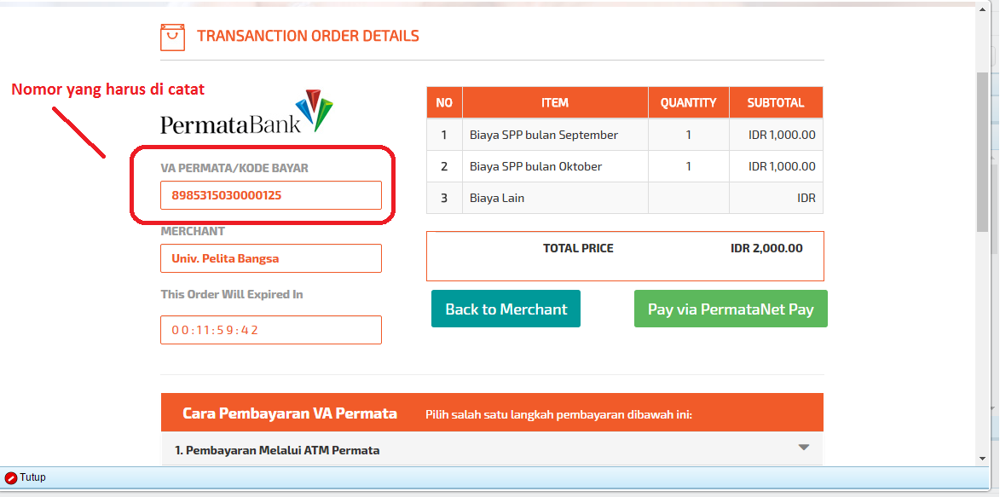 TRANSANCTION ORDER DETAILS
Nomor yang harus di catat
PermataBank
VA PERMATA/KODE BAYAR
8985315030000125
MERCHANT
Univ. Pelita Bangsa
This Order Will Expired In
00:11:59:42
NO ITEM QUANTITY SUBTOTAL
1 Biaya SPP bulan September 1 IDR 1,000.00
2 Biaya SPP bulan Oktober 1 IDR 1,000.00
3 Biaya Lain IDR
TOTAL PRICE IDR 2,000.00
Back to Merchant Pay via PermataNet Pay
Cara Pembayaran VA Permata Pilih salah satu langkah pembayaran dibawah ini:
1. Pembayaran Melalui ATM Permata
Tutup